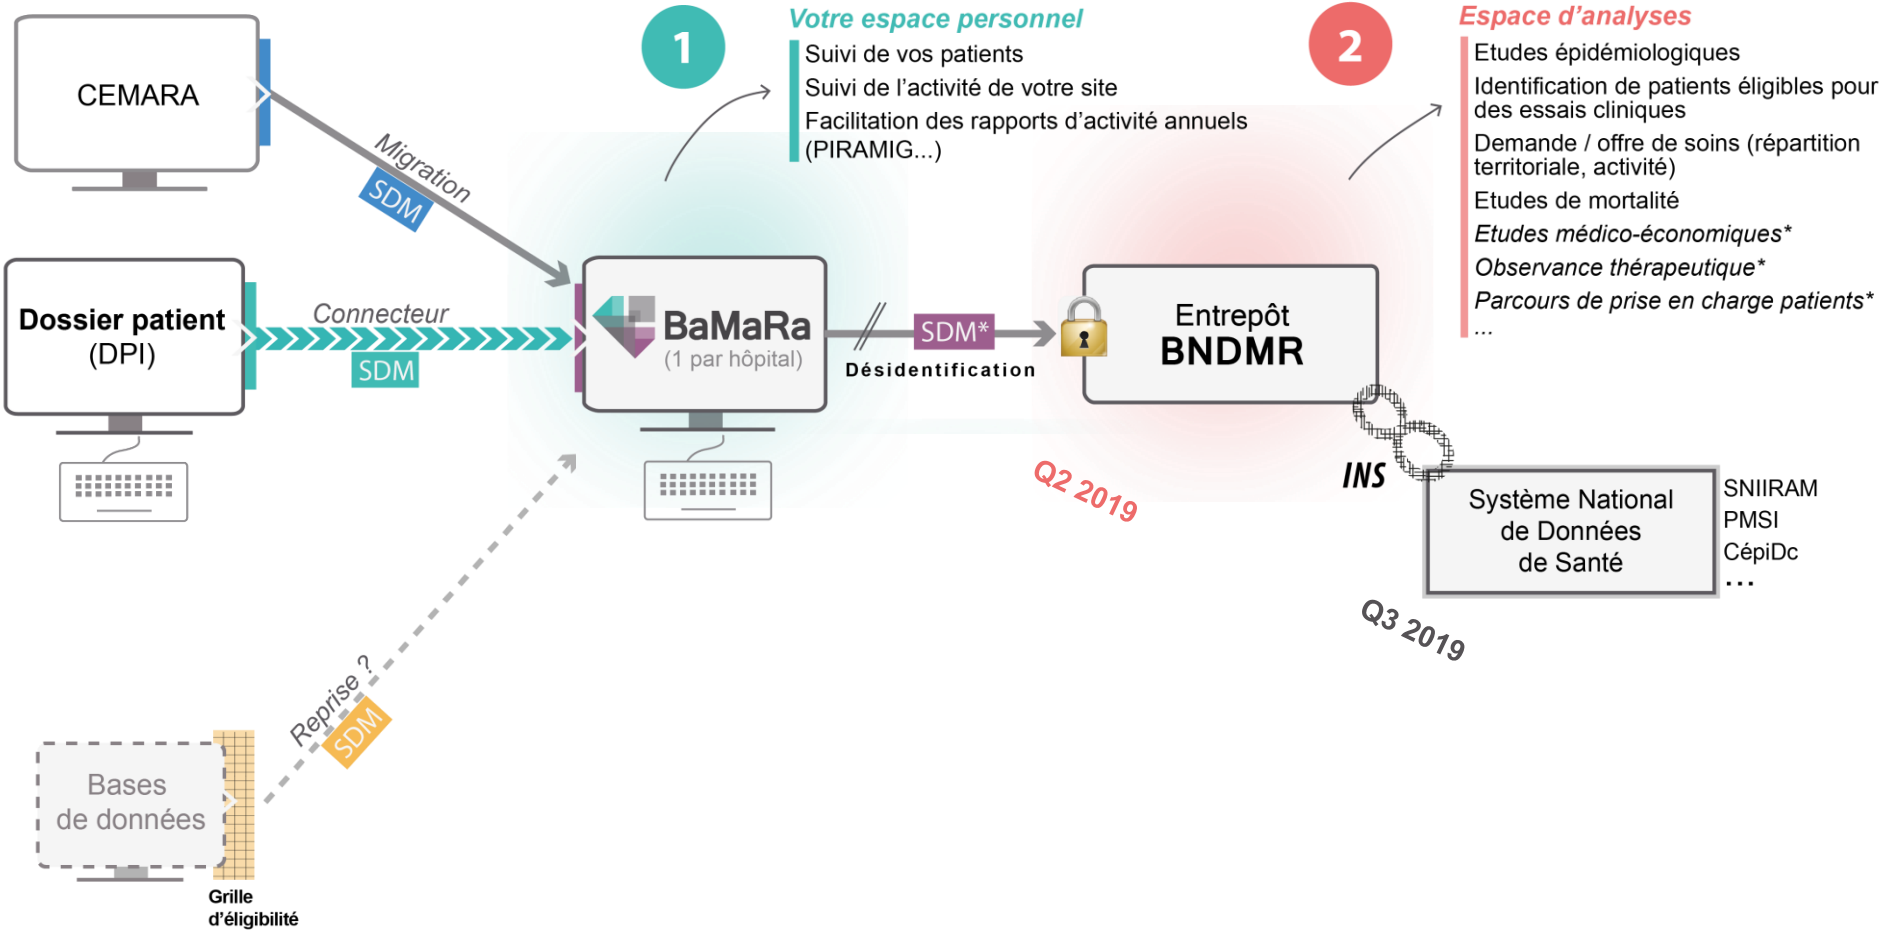 CEMARA
Migration
SDM
Dossier patient
(DPI)
Connecteur
SDM
Bases
de données
Grille
d’éligibilité
Reprise ?
SDM
1
Votre espace personnel
Suivi de vos patients
Suivi de l’activité de votre site
Facilitation des rapports d’activité annuels
(PIRAMIG...)
BaMaRa
(1 par hôpital)
SDM*
Désidentification
2
Espace d’analyses
Etudes épidémiologiques
Identification de patients éligibles pour
des essais cliniques
Demande / offre de soins (répartition
territoriale, activité)
Etudes de mortalité
Etudes médico-économiques*
Observance thérapeutique*
Parcours de prise en charge patients*
...
Entrepôt
BNDMR
Q2 2019
INS
Système National
de Données
de Santé
SNIIRAM
PMSI
CépiDc
...
Q3 2019